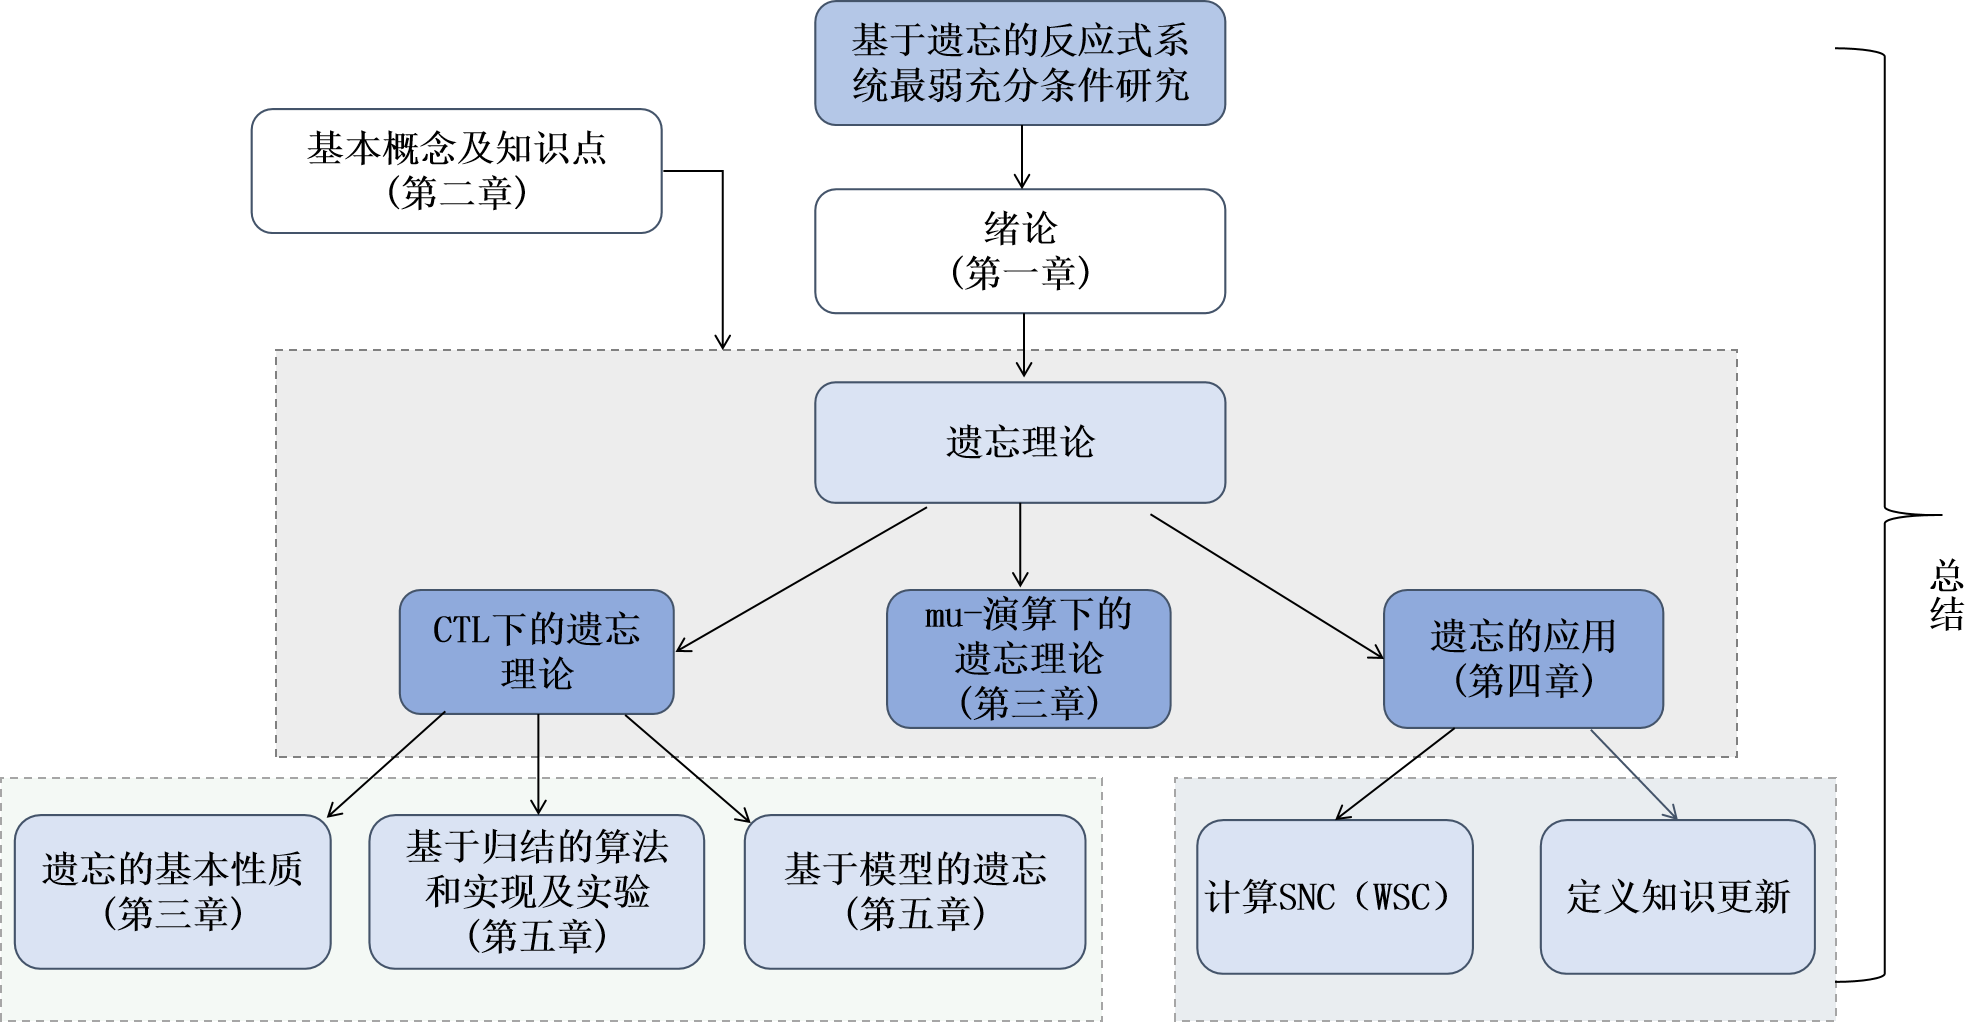 基于遗忘的反应式系
统最弱充分条件研究
基本概念及知识点
(第二章)
绪论
(第一章)
遗忘理论
CTL下的遗忘
理论
mu-演算下的
遗忘理论
(第三章)
遗忘的应用
(第四章)
总
结
遗忘的基本性质
(第三章)
基于归结的算法
和实现及实验
(第五章)
基于模型的遗忘
(第五章)
计算SNC（WSC）
定义知识更新